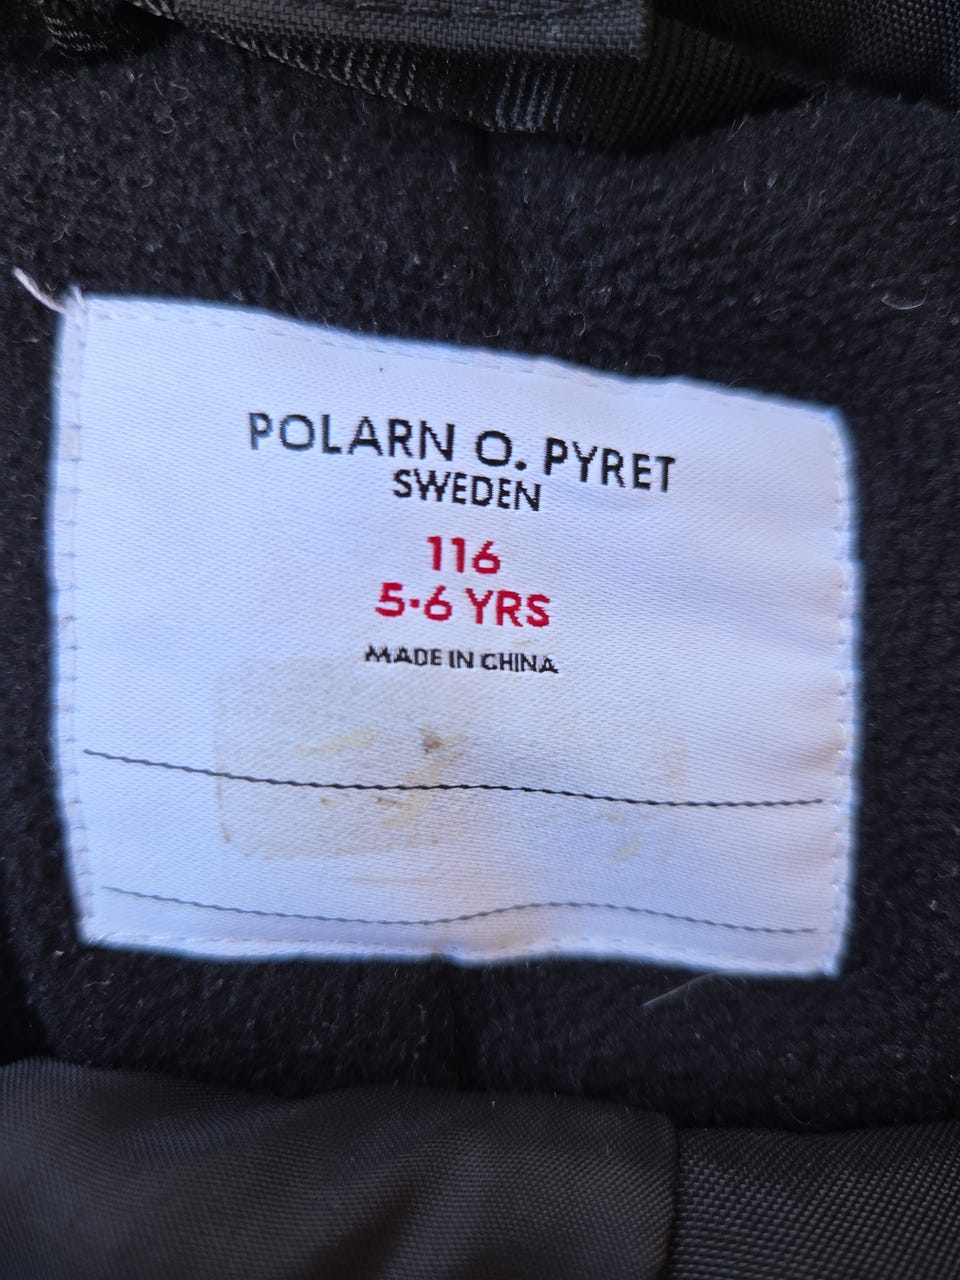 POLARN O. PYRET
SWEDEN
116
5·6 YRS
MADE IN CHINA